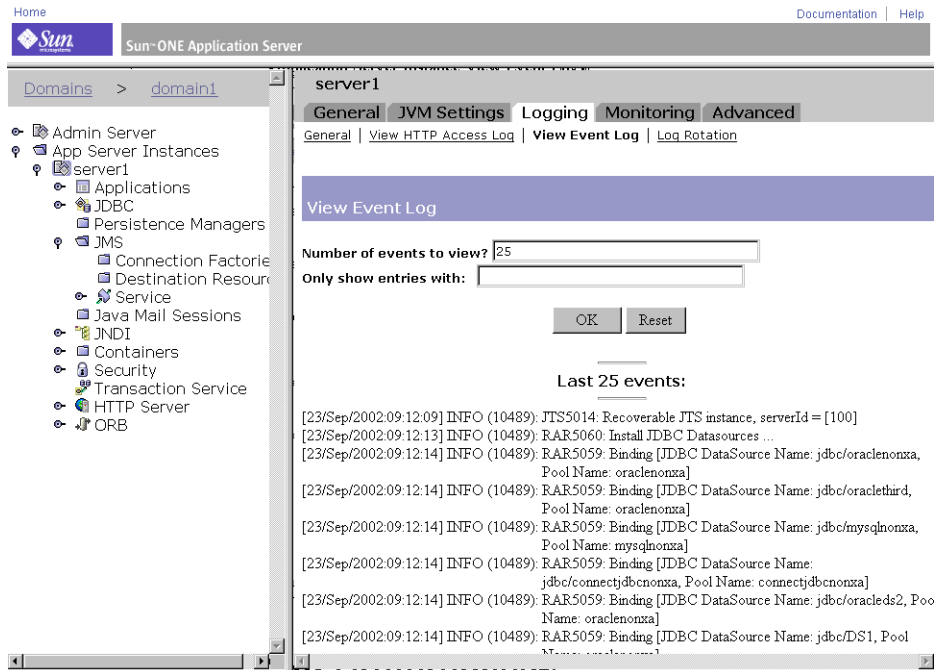 Home
Documentation | Help
Sun
microsystems
Sun™ ONE Application Server
Domains > domain1
Admin Server
App Server Instances
server1
Applications
JDBC
Persistence Managers
JMS
Connection Factorie
Destination Resour
Service
Java Mail Sessions
JNDI
Containers
Security
Transaction Service
HTTP Server
ORB
server1
General JVM Settings Logging Monitoring Advanced
General | View HTTP Access Log | View Event Log | Log Rotation
View Event Log
Number of events to view? 25
Only show entries with:
OK Reset
Last 25 events:
[23/Sep/2002:09:12:09] INFO (10489): JTS5014: Recoverable JTS instance, serverId = [100]
[23/Sep/2002:09:12:13] INFO (10489): RAR5060: Install JDBC Datasources ...
[23/Sep/2002:09:12:14] INFO (10489): RAR5059: Binding [JDBC DataSource Name: jdbc/oraclenonxa,
Pool Name: oraclenonxa]
[23/Sep/2002:09:12:14] INFO (10489): RAR5059: Binding [JDBC DataSource Name: jdbc/oraclethird,
Pool Name: oraclenonxa]
[23/Sep/2002:09:12:14] INFO (10489): RAR5059: Binding [JDBC DataSource Name: jdbc/mysqlnonxa,
Pool Name: mysqlnonxa]
[23/Sep/2002:09:12:14] INFO (10489): RAR5059: Binding [JDBC DataSource Name:
jdbc/connectjdbcnonxa, Pool Name: connectjdbcnonxa]
[23/Sep/2002:09:12:14] INFO (10489): RAR5059: Binding [JDBC DataSource Name: jdbc/oracleds2, Poo
Name: oraclenonxa]
[23/Sep/2002:09:12:14] INFO (10489): RAR5059: Binding [JDBC DataSource Name: jdbc/DS1, Pool